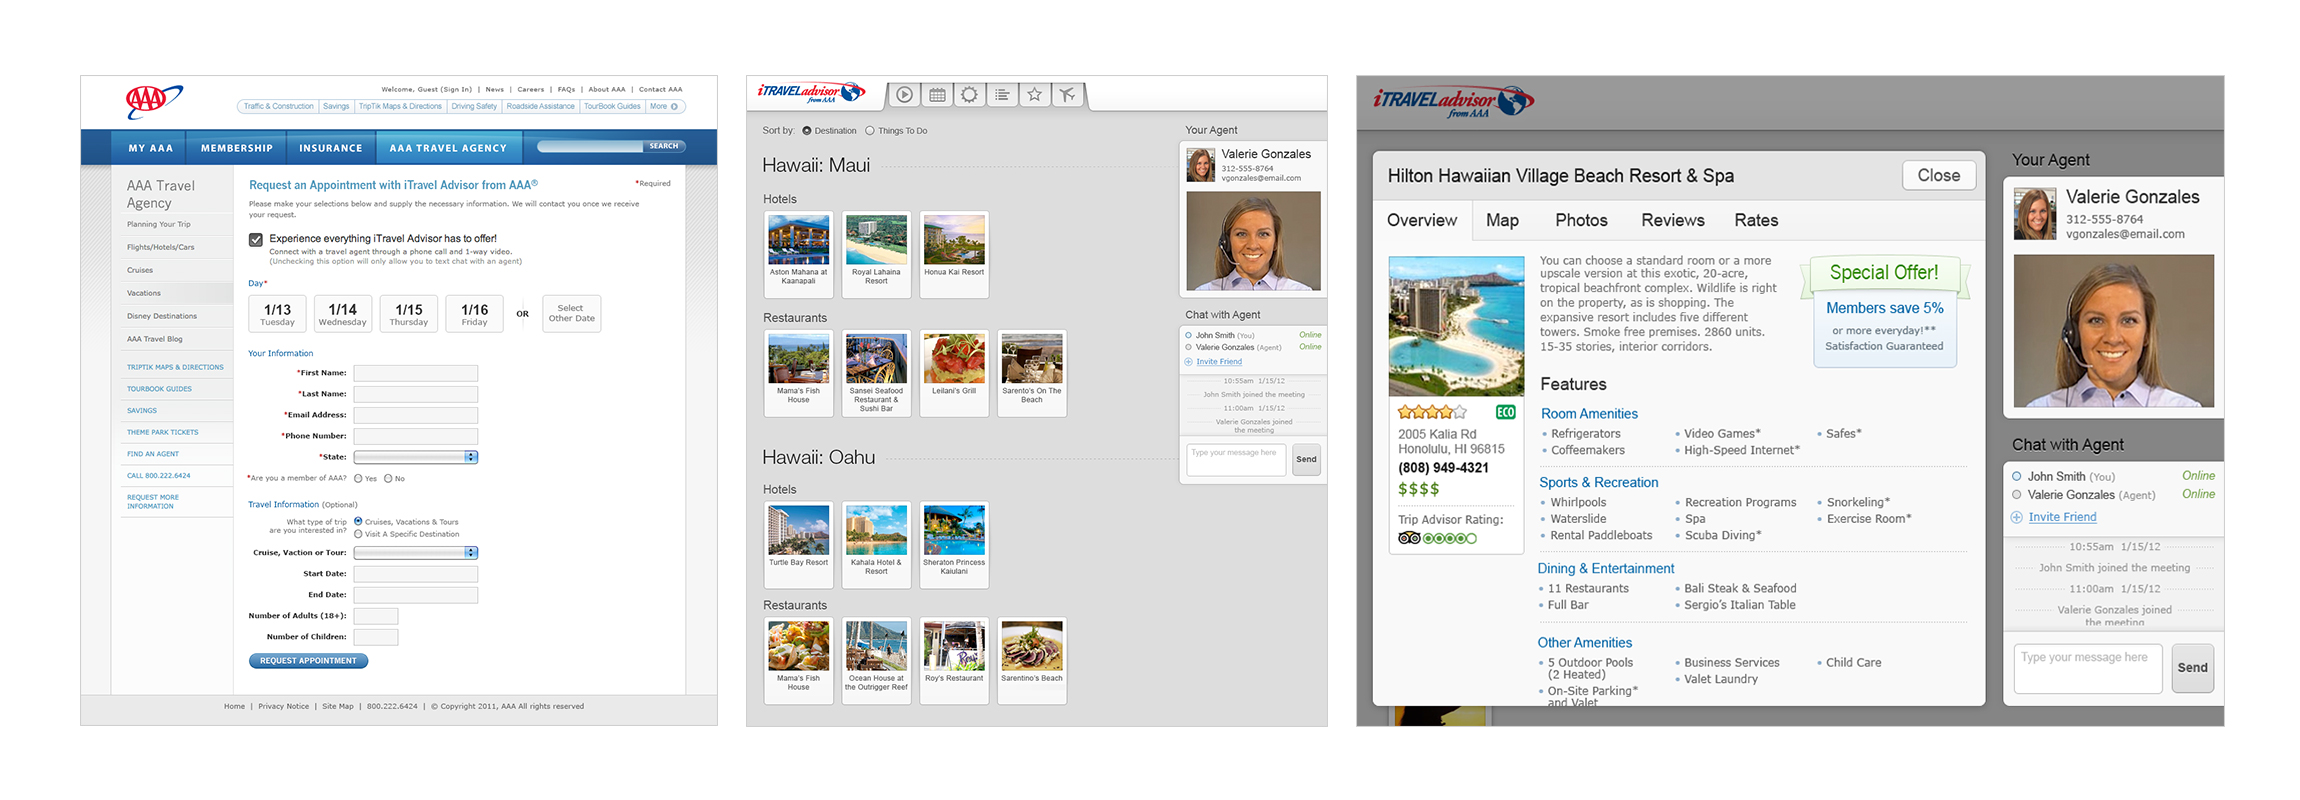 AAA
Welcome, Guest (Sign In) | News | Careers | FAQs | About AAA | Contact AAA
Traffic & Construction | Savings | TripTik Maps & Directions | Driving Safety | Roadside Assistance | TourBook Guides | More
MY AAA
MEMBERSHIP
INSURANCE
AAA TRAVEL AGENCY
SEARCH
AAA Travel
Agency
Planning Your Trip
Flights/Hotels/Cars
Cruises
Vacations
Disney Destinations
AAA Travel Blog
TRIPTIK MAPS & DIRECTIONS
TOURBOOK GUIDES
SAVINGS
THEME PARK TICKETS
FIND AN AGENT
CALL 800.222.6424
REQUEST MORE
INFORMATION
Request an Appointment with iTravel Advisor from AAA®
*Required
Please make your selections below and supply the necessary information. We will contact you once we receive
your request.
Experience everything iTravel Advisor has to offer!
Connect with a travel agent through a phone call and 1-way video.
(Unchecking this option will only allow you to text chat with an agent)
Day*
1/13
Tuesday
1/14
Wednesday
1/15
Thursday
1/16
Friday
OR
Select
Other Date
Your Information
*First Name:
*Last Name:
*Email Address:
*Phone Number:
*State:
*Are you a member of AAA? Yes No
Travel Information (Optional)
What type of trip
are you interested in?
Cruises, Vacations & Tours
Visit A Specific Destination
Cruise, Vaction or Tour:
Start Date:
End Date:
Number of Adults (18+):
Number of Children:
REQUEST APPOINTMENT
Home | Privacy Notice | Site Map | 800.222.6424 | © Copyright 2011, AAA All rights reserved
iTRAVELadvisor
from AAA
Sort by: Destination Things To Do
Hawaii: Maui
Hotels
Aston Mahana at
Kaanapali
Royal Lahaina
Resort
Honua Kai Resort
Restaurants
Mama's Fish
House
Sansei Seafood
Restaurant &
Sushi Bar
Leilani's Grill
Sarento's On The
Beach
Hawaii: Oahu
Hotels
Turtle Bay Resort
Kahala Hotel &
Resort
Sheraton Princess
Kaiulani
Restaurants
Mama's Fish
House
Ocean House at
the Outrigger Reef
Roy's Restaurant
Sarentino's Beach
Your Agent
Valerie Gonzales
312-555-8764
vgonzales@email.com
Chat with Agent
John Smith (You) Online
Valerie Gonzales (Agent) Online
Invite Friend
10:55am 1/15/12
John Smith joined the meeting
11:00am 1/15/12
Valerie Gonzales joined
the meeting
Type your message here
Send
iTRAVELadvisor
from AAA
Hilton Hawaiian Village Beach Resort & Spa
Close
Overview
Map
Photos
Reviews
Rates
2005 Kalia Rd
Honolulu, HI 96815
(808) 949-4321
$$$$
Trip Advisor Rating:
ECO
You can choose a standard room or a more
upscale version at this exotic, 20-acre,
tropical beachfront complex. Wildlife is right
on the property, as is shopping. The
expansive resort includes five different
towers. Smoke free premises. 2860 units.
15-35 stories, interior corridors.
Special Offer!
Members save 5%
or more everyday!**
Satisfaction Guaranteed
Features
Room Amenities
• Refrigerators • Video Games* • Safes*
• Coffeemakers • High-Speed Internet*
Sports & Recreation
• Whirlpools • Recreation Programs • Snorkeling*
• Waterslide • Spa • Exercise Room*
• Rental Paddleboats • Scuba Diving*
Dining & Entertainment
• 11 Restaurants • Bali Steak & Seafood
• Full Bar • Sergio's Italian Table
Other Amenities
• 5 Outdoor Pools • Business Services • Child Care
(2 Heated) • Valet Laundry
• On-Site Parking*
and Valet
Your Agent
Valerie Gonzales
312-555-8764
vgonzales@email.com
Chat with Agent
John Smith (You) Online
Valerie Gonzales (Agent) Online
Invite Friend
10:55am 1/15/12
John Smith joined the meeting
11:00am 1/15/12
Valerie Gonzales joined
the meeting
Type your message here
Send